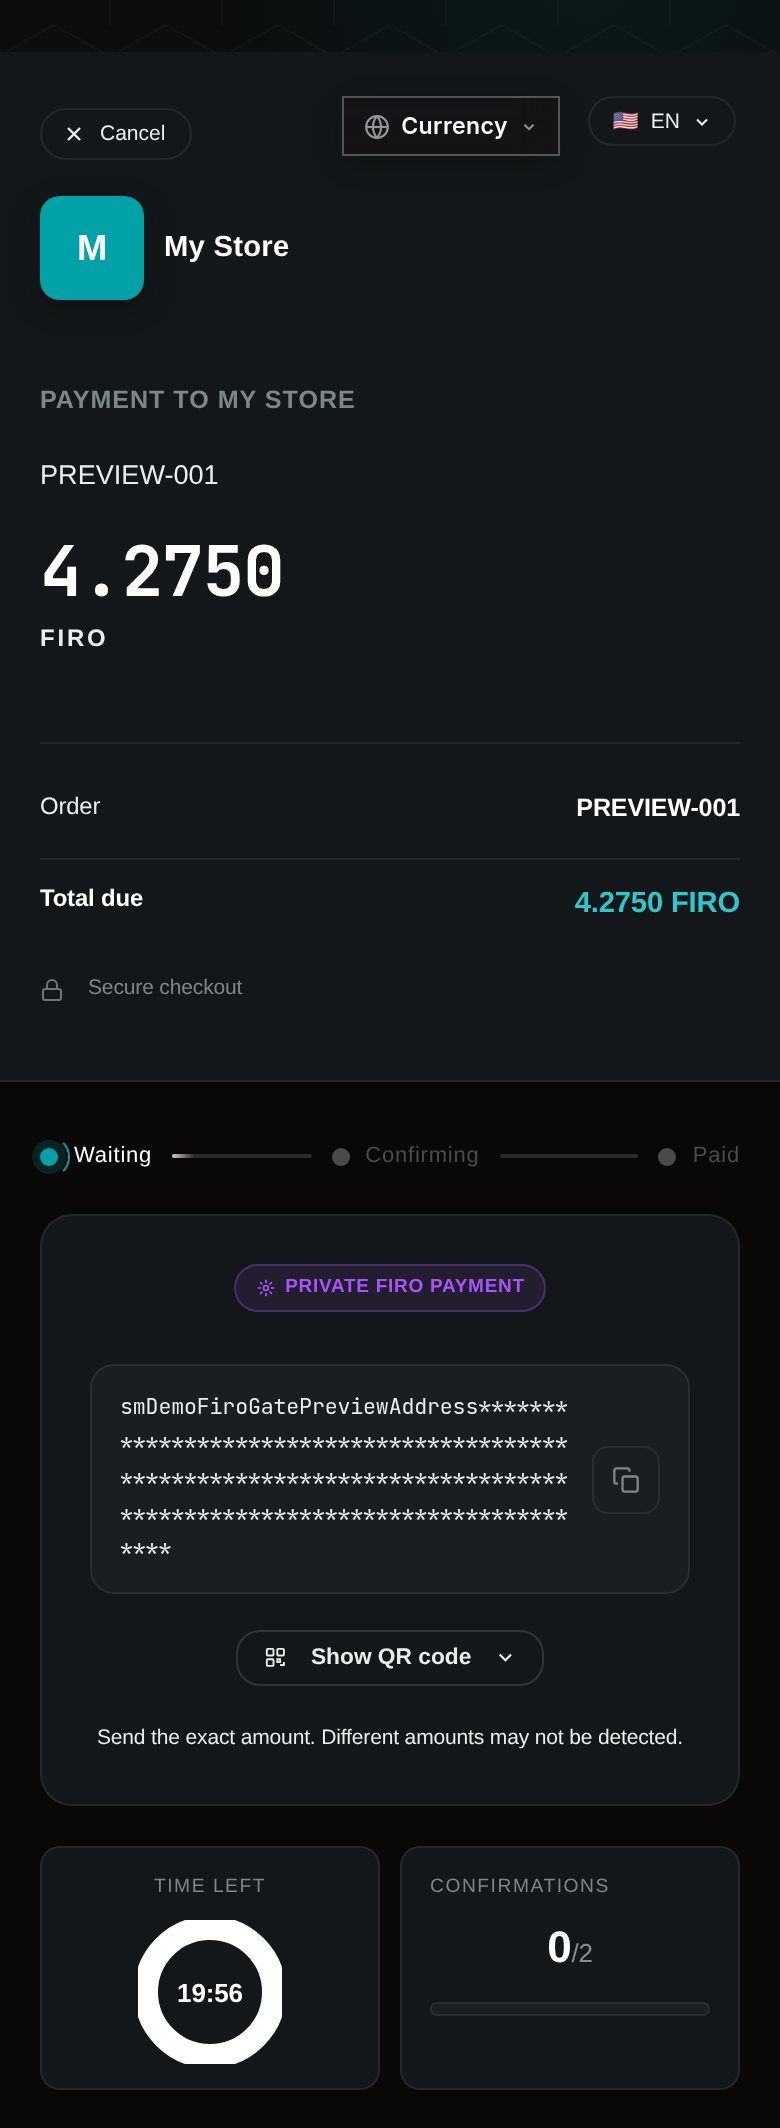 Cancel
Currency
EN
M
My Store
PAYMENT TO MY STORE
PREVIEW-001
4.2750
FIRO
Order
PREVIEW-001
Total due
4.2750 FIRO
Secure checkout
Waiting
Confirming
Paid
PRIVATE FIRO PAYMENT
smDemoFiroGatePreviewAddress*******
***********************************
***********************************
***********************************
****
Show QR code
Send the exact amount. Different amounts may not be detected.
TIME LEFT
19:56
CONFIRMATIONS
0/2